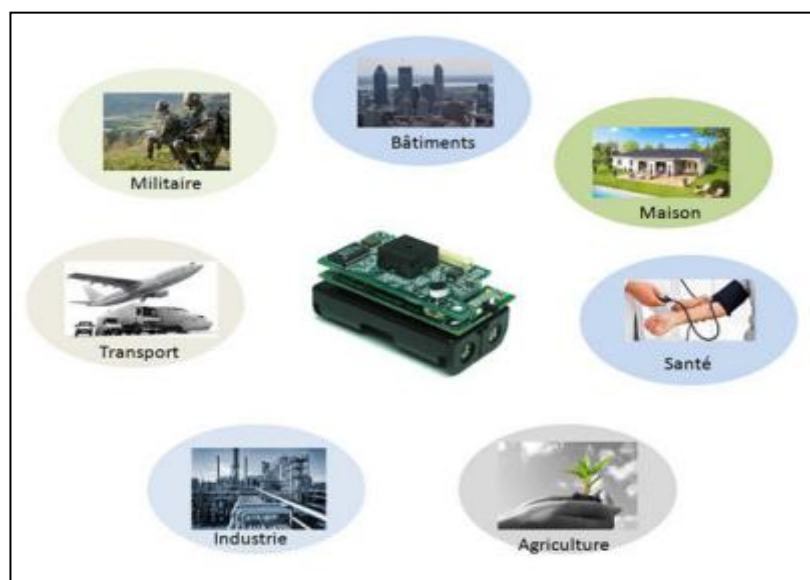 Bâtiments
Militaire
Maison
Transport
Santé
Industrie
Agriculture